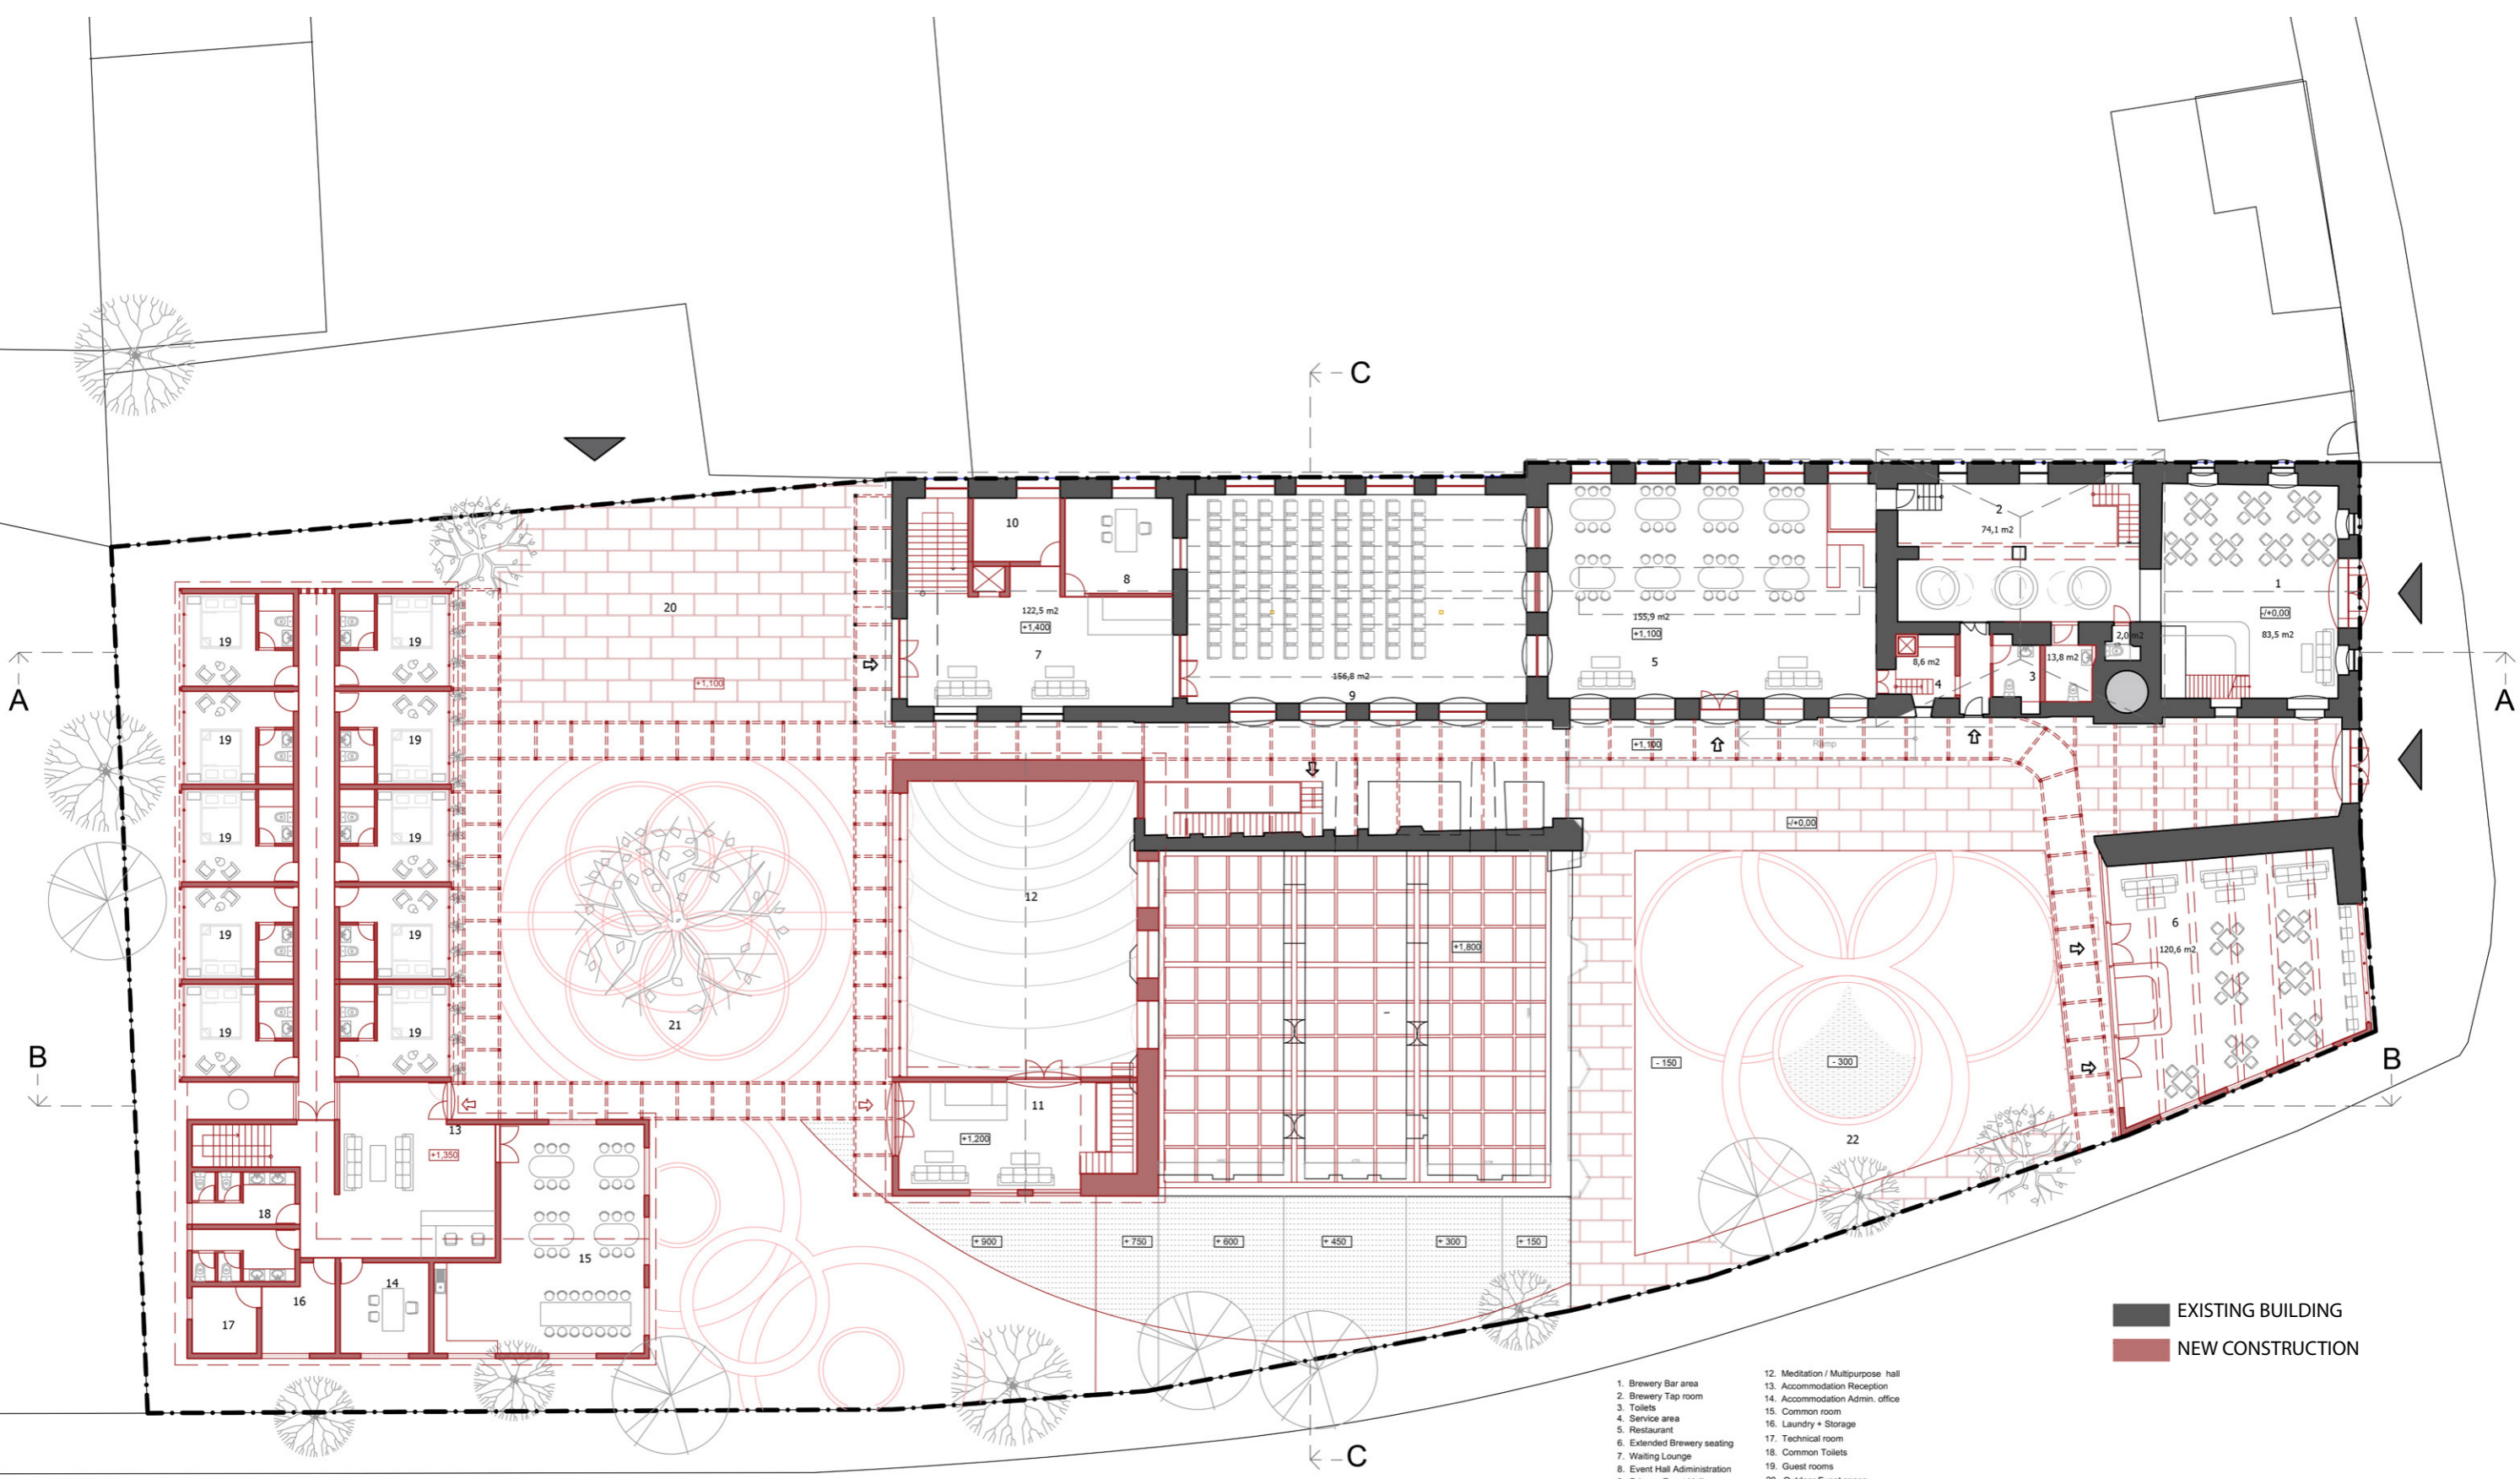 C
10
8
2
74,1 m2
1
-/+0,00
83,5 m2
19
19
20
122,5 m2
+1,400
7
155,9 m2
+1,100
5
2,0 m2
8,6 m2
13,8 m2
3
4
A
+1,100
156,8 m2
9
A
19
19
+1,100
Ramp
19
19
-/+0,00
12
6
120,6 m2
19
19
+1,800
21
19
19
B
- 150
- 300
B
11
13
+1,200
+1,350
22
18
+ 900
+ 750
+ 600
+ 450
+ 300
+ 150
15
14
16
17
EXISTING BUILDING
NEW CONSTRUCTION
C
1. Brewery Bar area
2. Brewery Tap room
3. Toilets
4. Service area
5. Restaurant
6. Extended Brewery seating
7. Waiting Lounge
8. Event Hall Adiministration
12. Meditation / Multipurpose hall
13. Accommodation Reception
14. Accommodation Admin. office
15. Common room
16. Laundry + Storage
17. Technical room
18. Common Toilets
19. Guest rooms